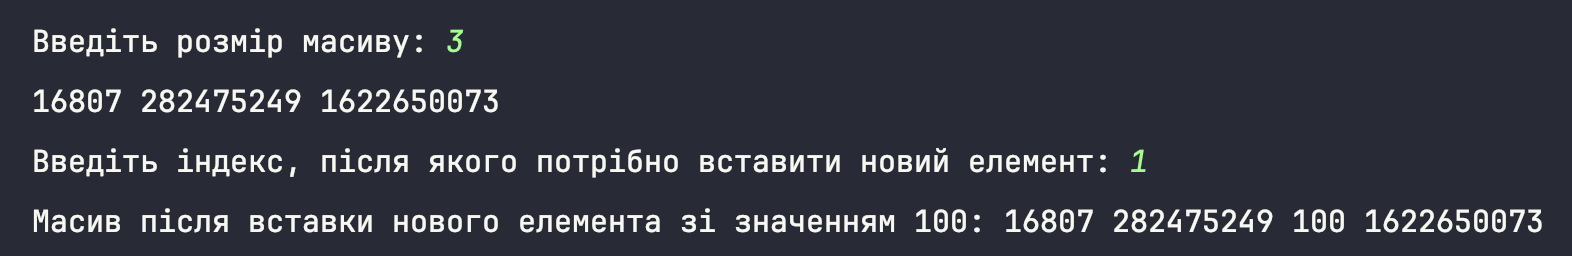 Введіть розмір масиву: 3
16807 282475249 1622650073
Введіть індекс, після якого потрібно вставити новий елемент: 1
Масив після вставки нового елемента зі значенням 100: 16807 282475249 100 1622650073